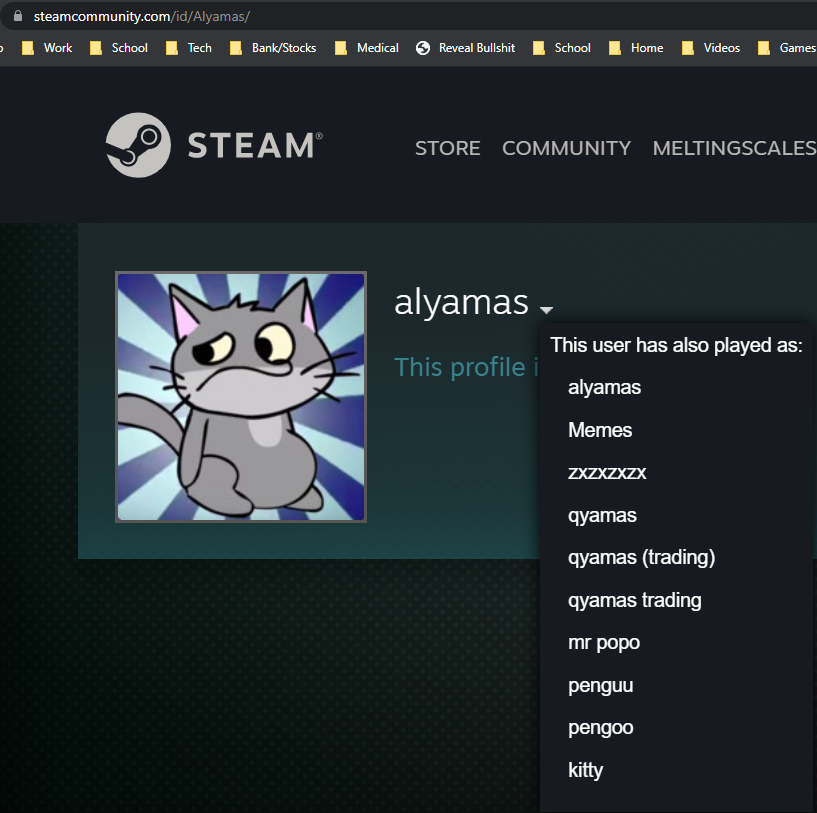 steamcommunity.com/id/Alyamas/
Work School Tech Bank/Stocks Medical Reveal Bullshit School Home Videos Games
STEAM®
STORE COMMUNITY MELTINGSCALES
alyamas
This profile i
This user has also played as:
alyamas
Memes
zxzxzxzx
qyamas
qyamas (trading)
qyamas trading
mr popo
penguu
pengoo
kitty